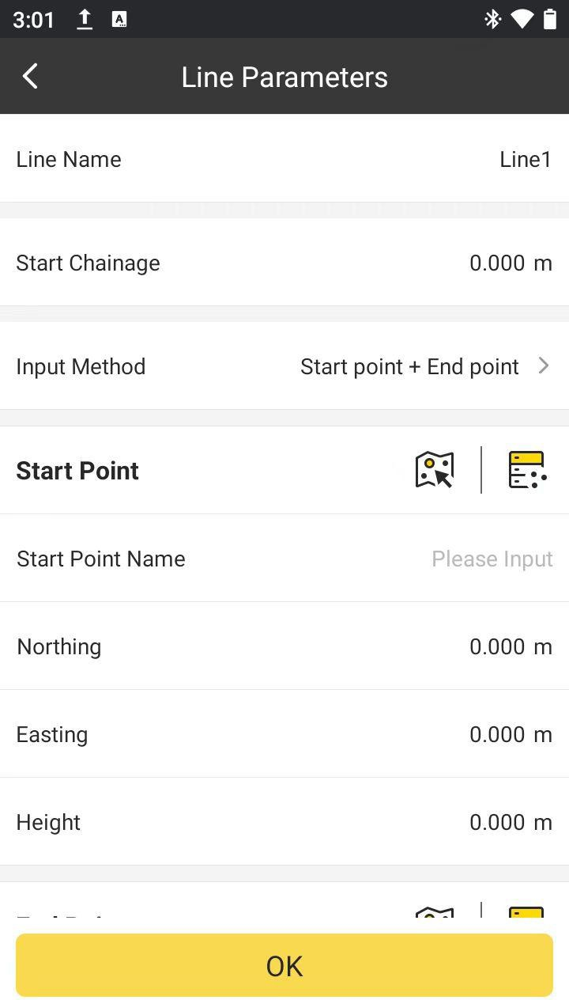 3:01
Line Parameters
Line Name Line1
Start Chainage 0.000 m
Input Method Start point + End point
Start Point
Start Point Name Please Input
Northing 0.000 m
Easting 0.000 m
Height 0.000 m
OK